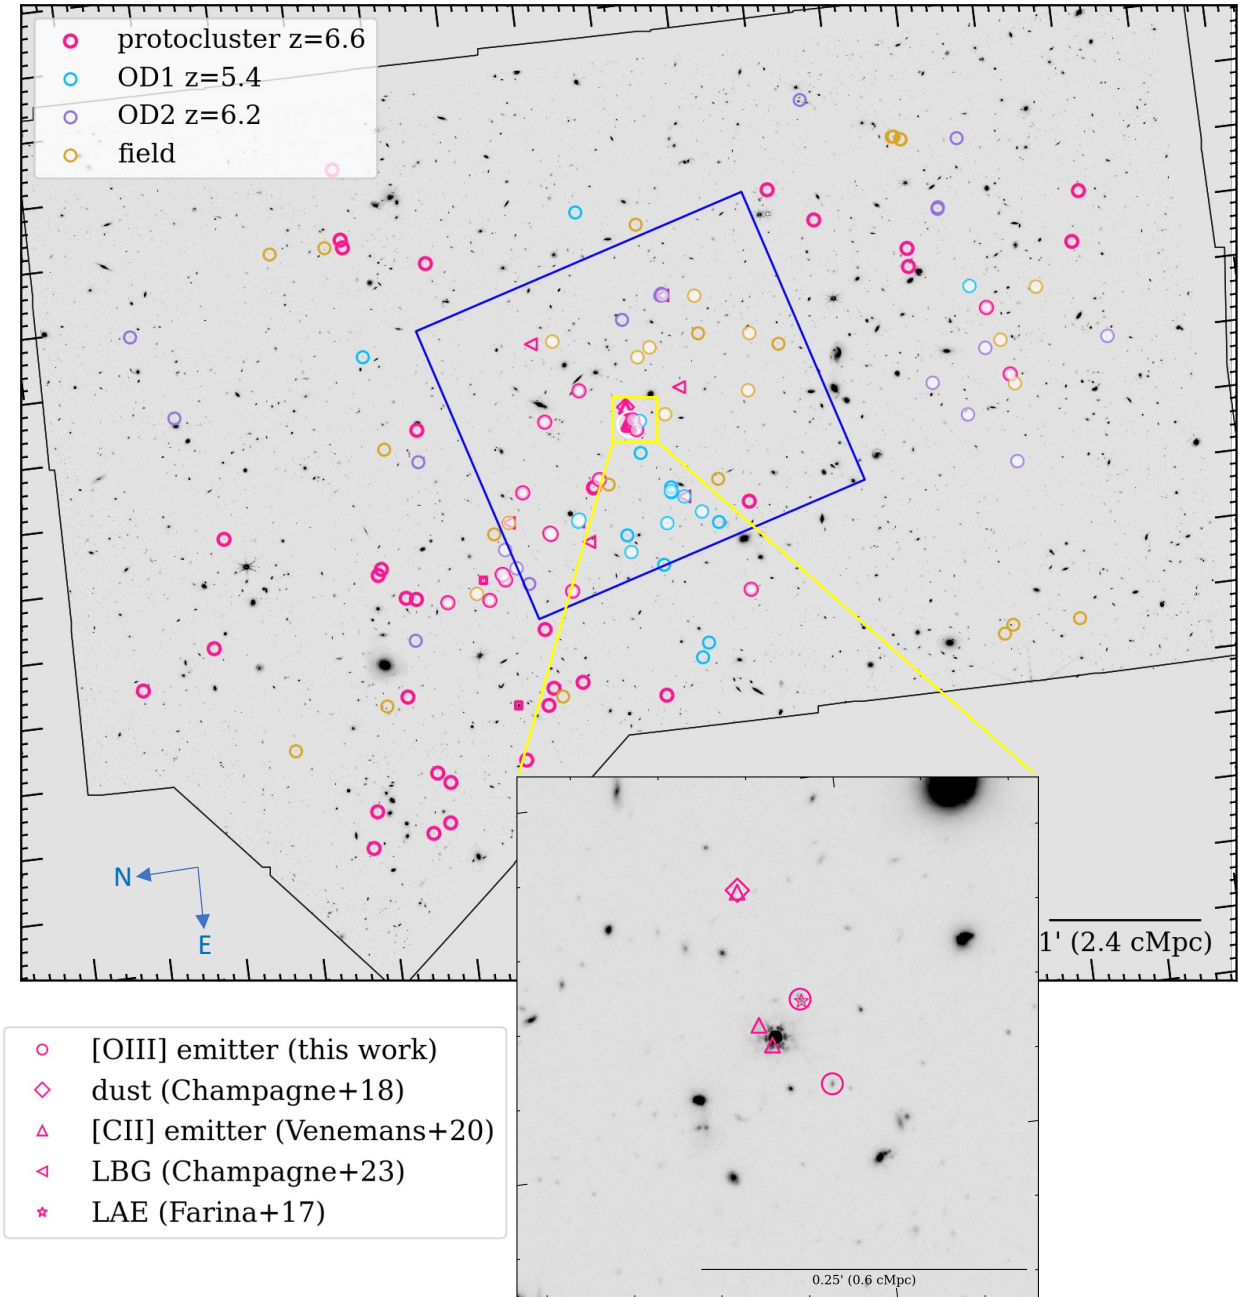 protocluster z=6.6
OD1 z=5.4
OD2 z=6.2
field
N
E
1' (2.4 cMpc)
[OIII] emitter (this work)
dust (Champagne+18)
[CII] emitter (Venemans+20)
LBG (Champagne+23)
LAE (Farina+17)
0.25' (0.6 cMpc)